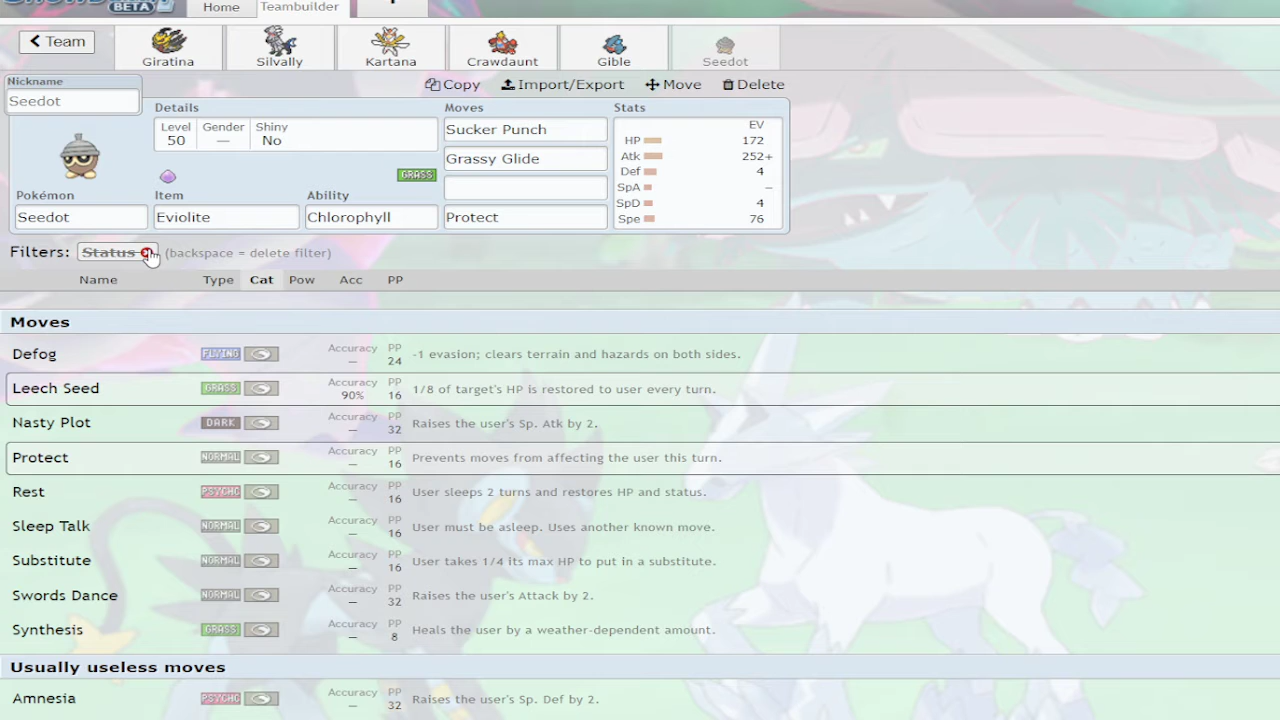 BETA
Home
Teambuilder
Team
Giratina
Silvally
Kartana
Crawdaunt
Gible
Seedot
Copy
Import/Export
Move
Delete
Nickname
Seedot
Details
Level
50
Gender
—
Shiny
No
GRASS
Pokémon
Seedot
Item
Eviolite
Ability
Chlorophyll
Moves
Sucker Punch
Grassy Glide
Protect
Stats
EV
HP 172
Atk 252+
Def 4
SpA –
SpD 4
Spe 76
Filters: Status (backspace = delete filter)
Name Type Cat Pow Acc PP
Moves
Defog FLYING Accuracy — PP 24 -1 evasion; clears terrain and hazards on both sides.
Leech Seed GRASS Accuracy 90% PP 16 1/8 of target's HP is restored to user every turn.
Nasty Plot DARK Accuracy — PP 32 Raises the user's Sp. Atk by 2.
Protect NORMAL Accuracy — PP 16 Prevents moves from affecting the user this turn.
Rest PSYCHC Accuracy — PP 16 User sleeps 2 turns and restores HP and status.
Sleep Talk NORMAL Accuracy — PP 16 User must be asleep. Uses another known move.
Substitute NORMAL Accuracy — PP 16 User takes 1/4 its max HP to put in a substitute.
Swords Dance NORMAL Accuracy — PP 32 Raises the user's Attack by 2.
Synthesis GRASS Accuracy — PP 8 Heals the user by a weather-dependent amount.
Usually useless moves
Amnesia PSYCHC Accuracy — PP 32 Raises the user's Sp. Def by 2.